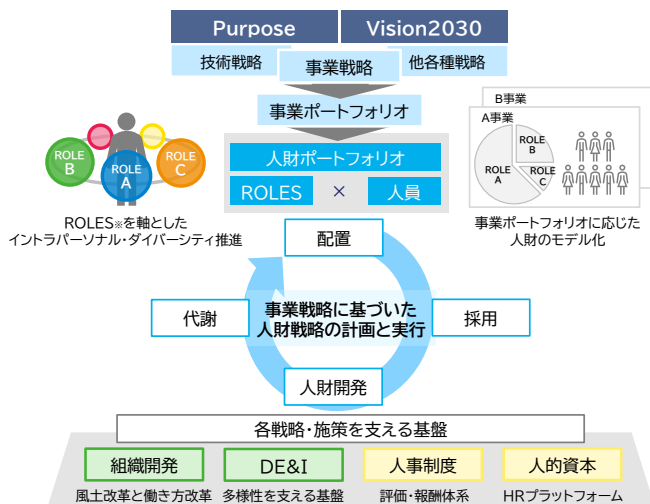 Purpose
Vision2030
技術戦略
事業戦略
他各種戦略
事業ポートフォリオ
人財ポートフォリオ
ROLES
×
人員
ROLE
B
ROLE
A
ROLE
C
ROLES※を軸とした
イントラパーソナル・ダイバーシティ推進
B事業
A事業
ROLE
B
ROLE
A
ROLE
C
事業ポートフォリオに応じた
人財のモデル化
配置
代謝
事業戦略に基づいた
人財戦略の計画と実行
採用
人財開発
各戦略・施策を支える基盤
組織開発
DE&I
人事制度
人的資本
風土改革と働き方改革
多様性を支える基盤
評価・報酬体系
HRプラットフォーム